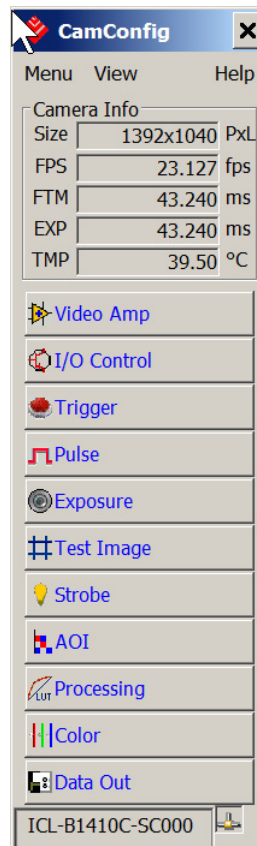 CamConfig
Menu View Help
Camera Info
Size 1392x1040 PxL
FPS 23.127 fps
FTM 43.240 ms
EXP 43.240 ms
TMP 39.50 ºC
Video Amp
I/O Control
Trigger
Pulse
Exposure
Test Image
Strobe
AOI
LUT Processing
Color
Data Out
ICL-B1410C-SC000